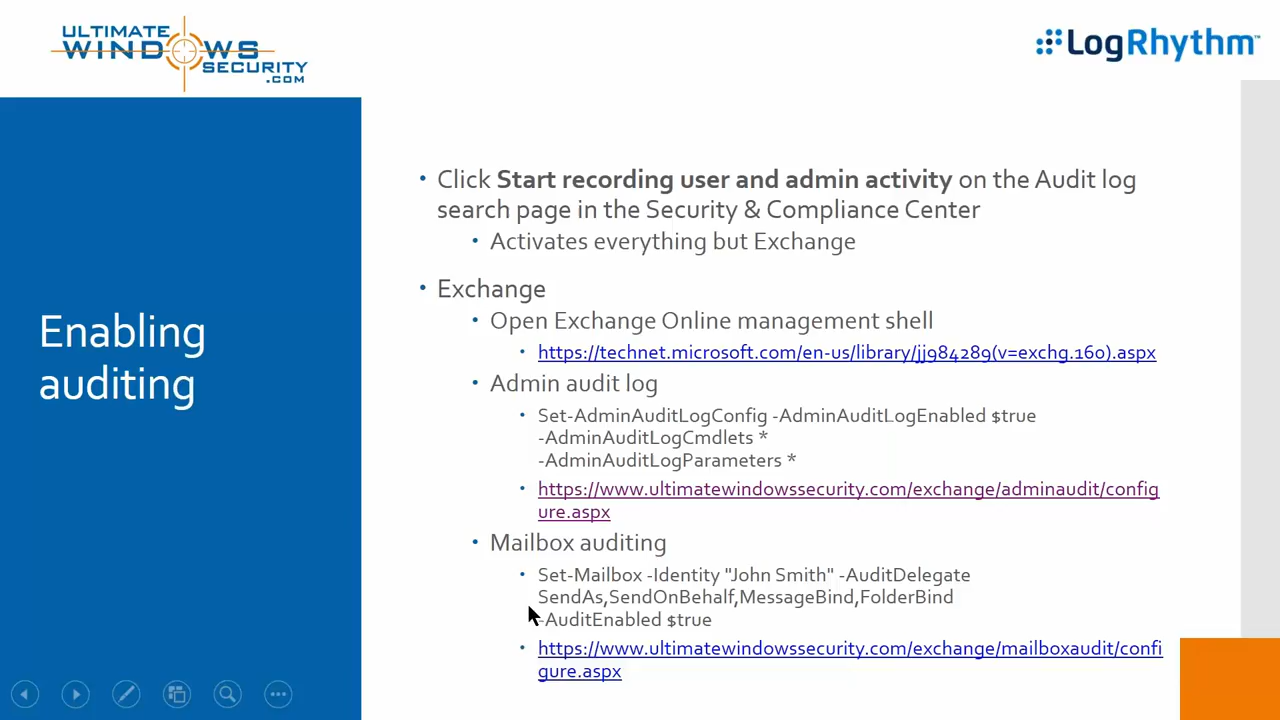 ULTIMATE
WINDOWS
SECURITY
.COM
LogRhythm™
Enabling
auditing
• Click Start recording user and admin activity on the Audit log
search page in the Security & Compliance Center
• Activates everything but Exchange
• Exchange
• Open Exchange Online management shell
• https://technet.microsoft.com/en-us/library/jj984289(v=exchg.160).aspx
• Admin audit log
• Set-AdminAuditLogConfig -AdminAuditLogEnabled $true
-AdminAuditLogCmdlets *
-AdminAuditLogParameters *
• https://www.ultimatewindowssecurity.com/exchange/adminaudit/config
ure.aspx
• Mailbox auditing
• Set-Mailbox -Identity "John Smith" -AuditDelegate
SendAs,SendOnBehalf,MessageBind,FolderBind
-AuditEnabled $true
• https://www.ultimatewindowssecurity.com/exchange/mailboxaudit/confi
gure.aspx